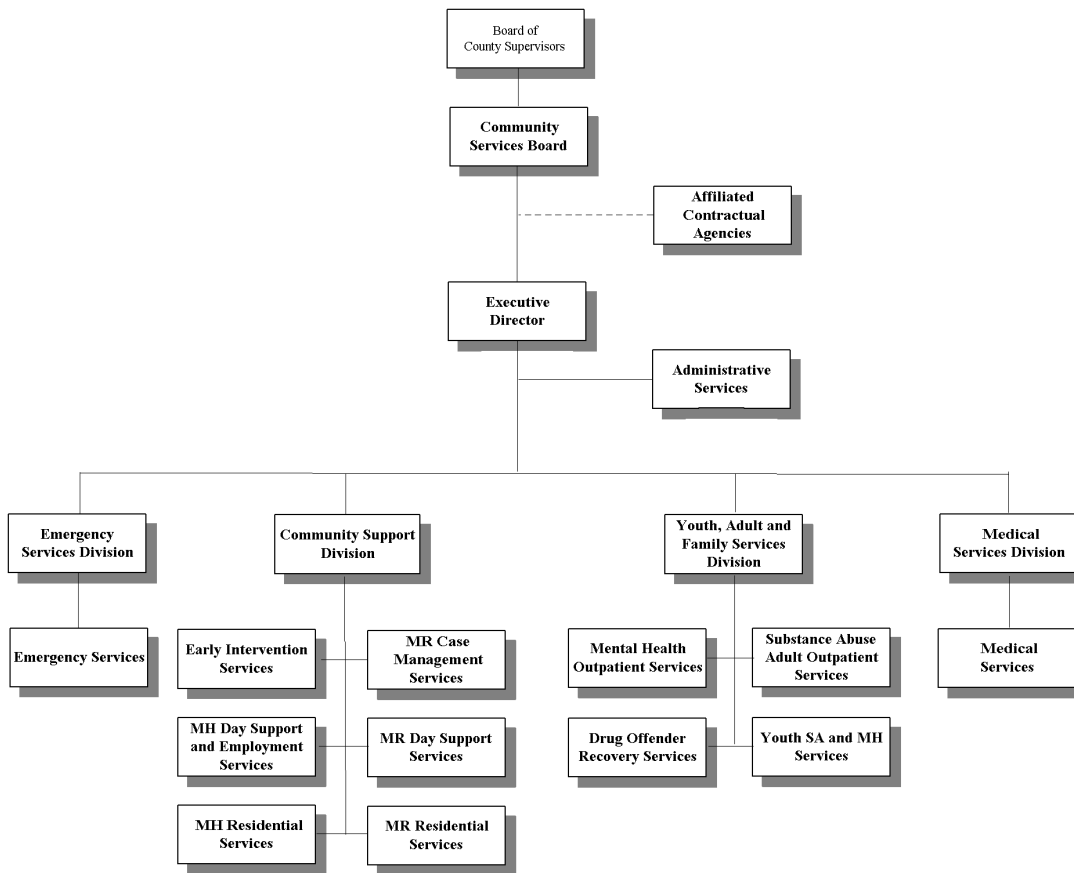 Board of
County Supervisors
Community
Services Board
Affiliated
Contractual
Agencies
Executive
Director
Administrative
Services
Emergency
Services Division
Community Support
Division
Youth, Adult and
Family Services
Division
Medical
Services Division
Emergency Services
Early Intervention
Services
MR Case
Management
Services
Mental Health
Outpatient Services
Substance Abuse
Adult Outpatient
Services
Medical
Services
MH Day Support
and Employment
Services
MR Day Support
Services
Drug Offender
Recovery Services
Youth SA and MH
Services
MH Residential
Services
MR Residential
Services